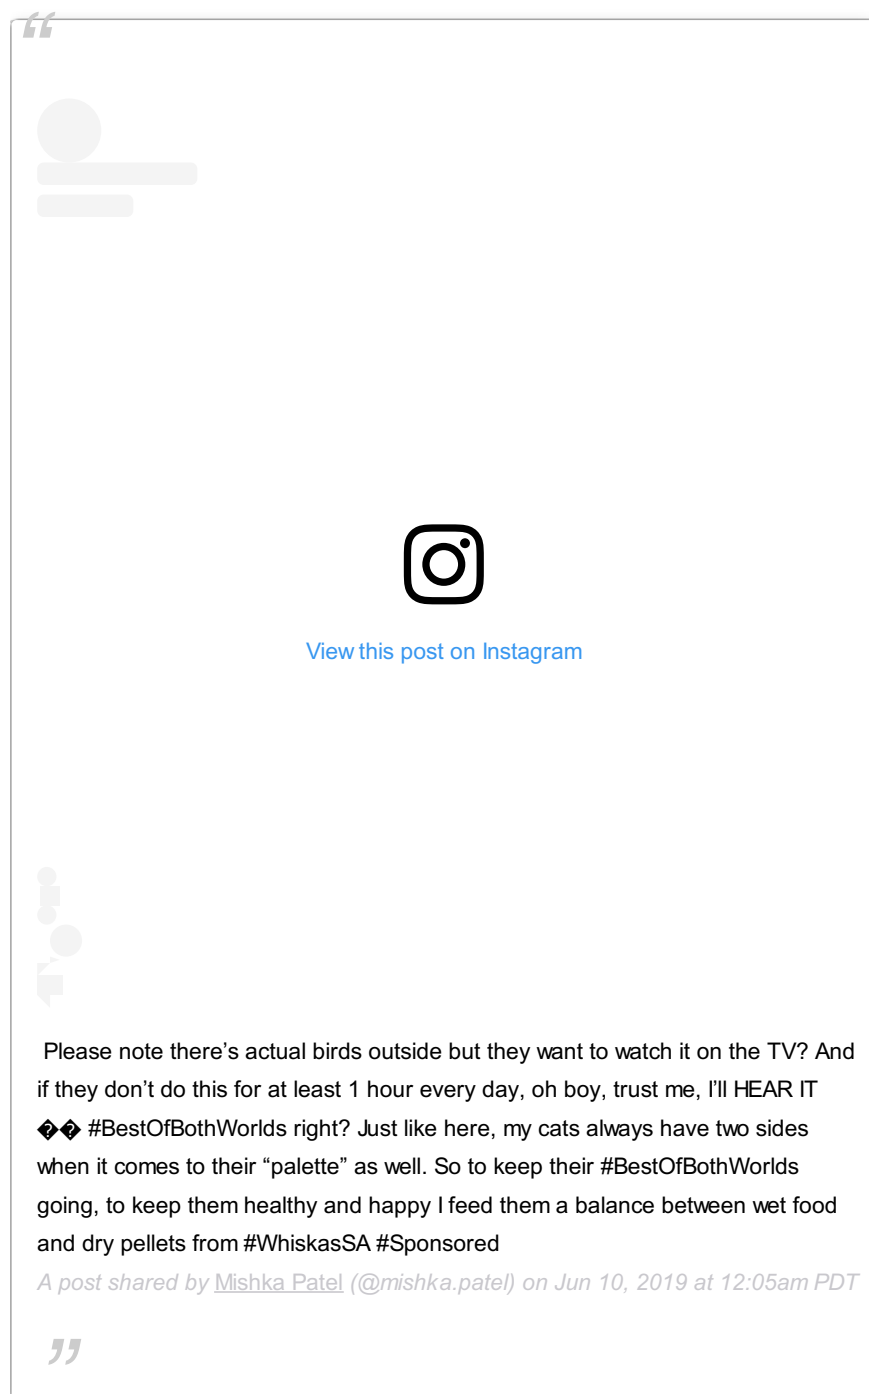 “
View this post on Instagram
Please note there’s actual birds outside but they want to watch it on the TV? And
if they don’t do this for at least 1 hour every day, oh boy, trust me, I’ll HEAR IT
�� #BestOfBothWorlds right? Just like here, my cats always have two sides
when it comes to their “palette” as well. So to keep their #BestOfBothWorlds
going, to keep them healthy and happy I feed them a balance between wet food
and dry pellets from #WhiskasSA #Sponsored
A post shared by Mishka Patel (@mishka.patel) on Jun 10, 2019 at 12:05am PDT
”